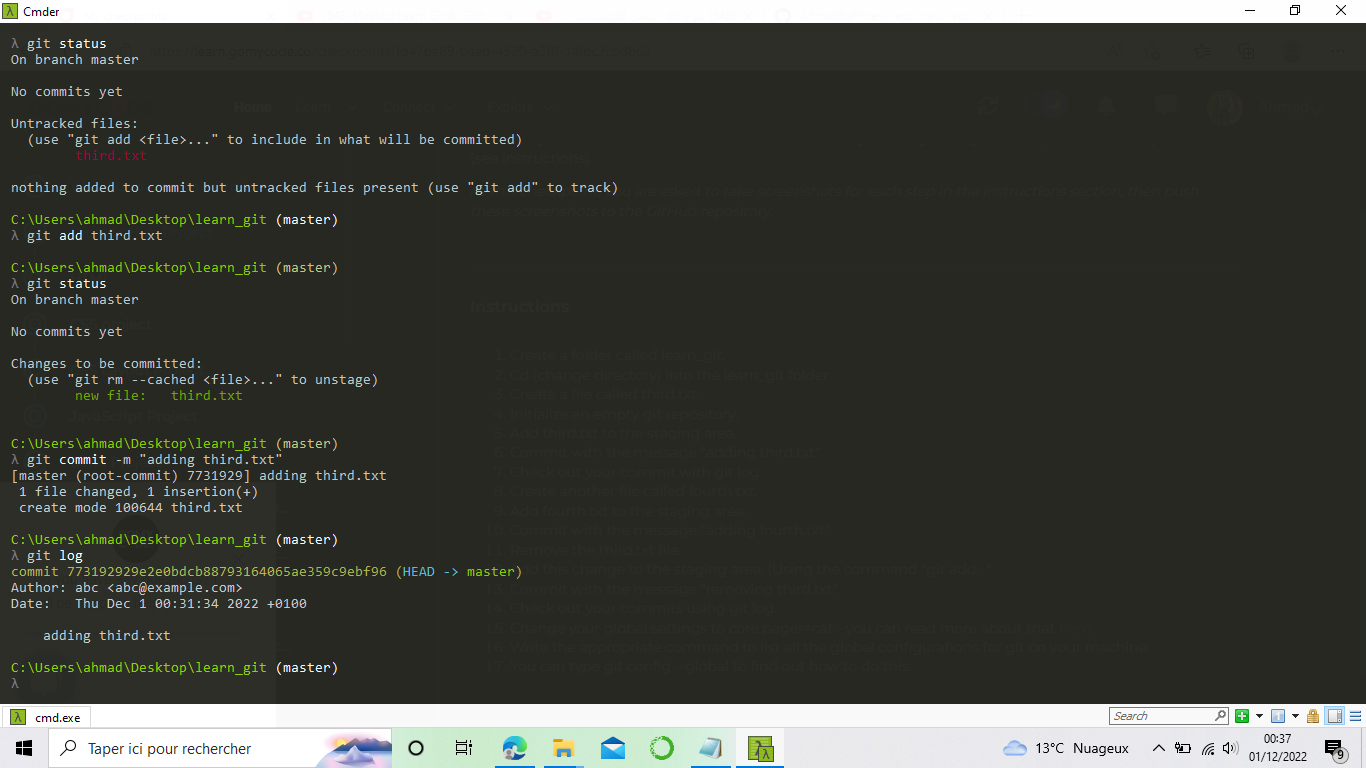 Cmder
λ git status
On branch master
No commits yet
Untracked files:
(use "git add <file>..." to include in what will be committed)
third.txt
nothing added to commit but untracked files present (use "git add" to track)
C:\Users\ahmad\Desktop\learn_git (master)
λ git add third.txt
C:\Users\ahmad\Desktop\learn_git (master)
λ git status
On branch master
No commits yet
Changes to be committed:
(use "git rm --cached <file>..." to unstage)
new file:   third.txt
C:\Users\ahmad\Desktop\learn_git (master)
λ git commit -m "adding third.txt"
[master (root-commit) 7731929] adding third.txt
1 file changed, 1 insertion(+)
create mode 100644 third.txt
C:\Users\ahmad\Desktop\learn_git (master)
λ git log
commit 773192929e2e0bdcb88793164065ae359c9ebf96 (HEAD -> master)
Author: abc <abc@example.com>
Date:   Thu Dec 1 00:31:34 2022 +0100
adding third.txt
C:\Users\ahmad\Desktop\learn_git (master)
λ
Instructions
cmd.exe
Search
Taper ici pour rechercher
13°C Nuageux
00:37
01/12/2022
9